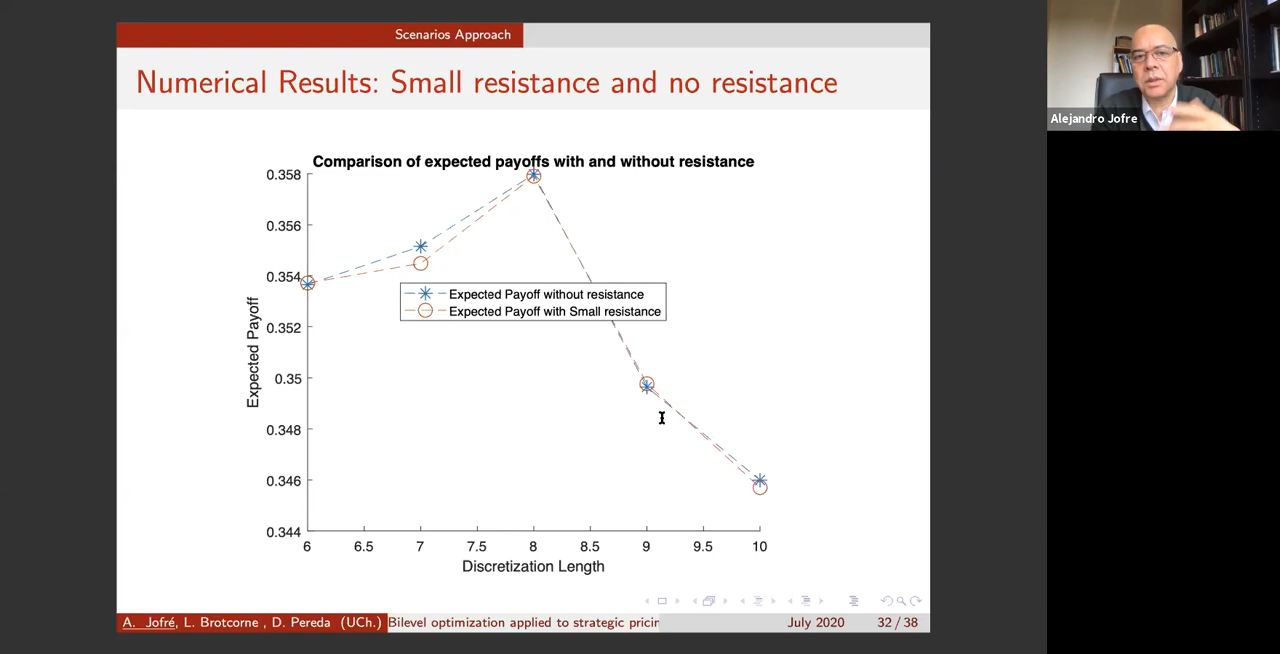 Scenarios Approach
Numerical Results: Small resistance and no resistance
Alejandro Jofre
Comparison of expected payoffs with and without resistance
0.358
0.356
0.354
0.352
0.35
0.348
0.346
0.344
Expected Payoff
Expected Payoff without resistance
Expected Payoff with Small resistance
6 6.5 7 7.5 8 8.5 9 9.5 10
Discretization Length
A. Jofré, L. Brotcorne , D. Pereda (UCh.) Bilevel optimization applied to strategic pricin July 2020 32 / 38